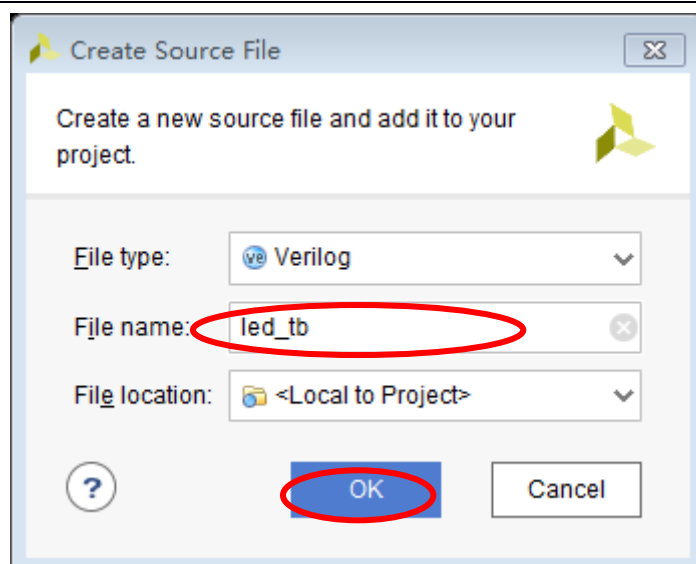 Create Source File
Create a new source file and add it to your
project.
File type:
Verilog
File name:
led_tb
File location:
<Local to Project>
?
OK
Cancel